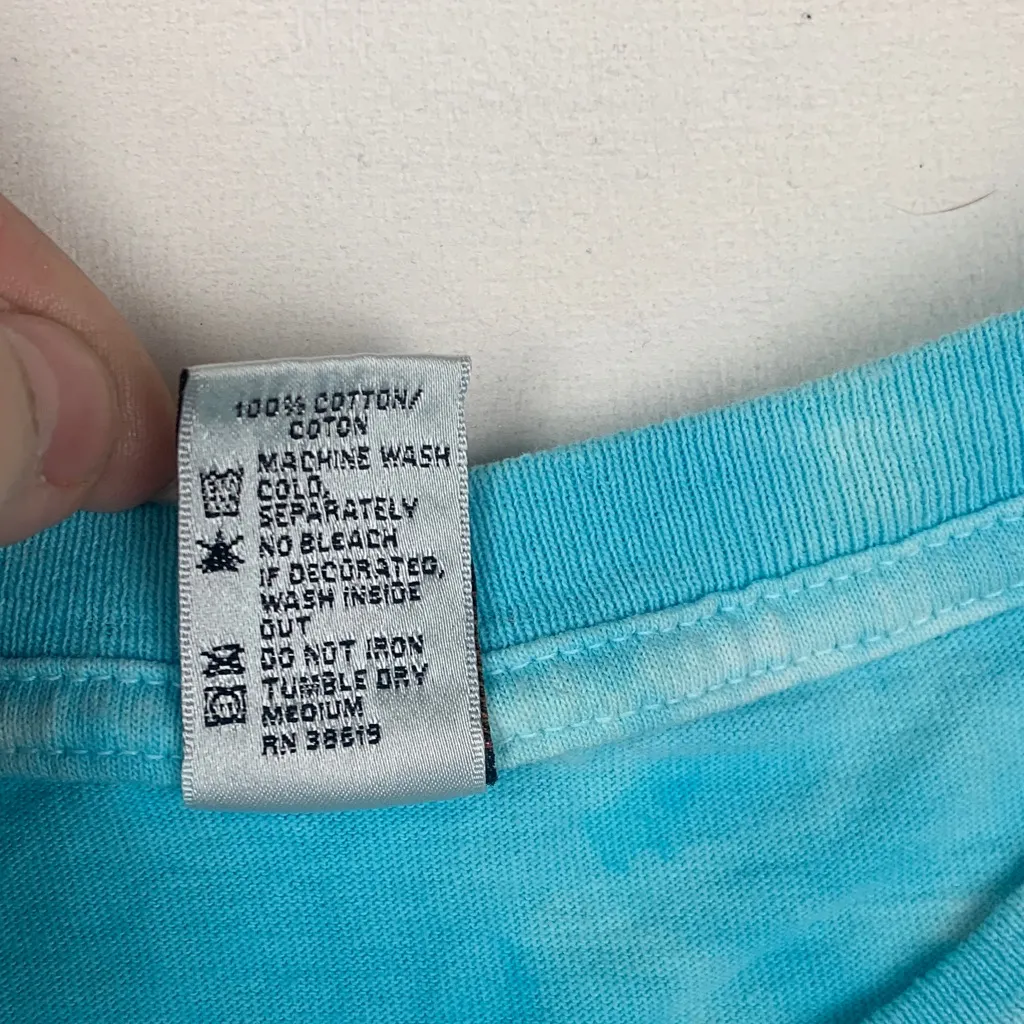 100% COTTON/
COTON
MACHINE WASH
COLD,
SEPARATELY
NO BLEACH
IF DECORATED,
WASH INSIDE
OUT
DO NOT IRON
TUMBLE DRY
MEDIUM
RN 38619